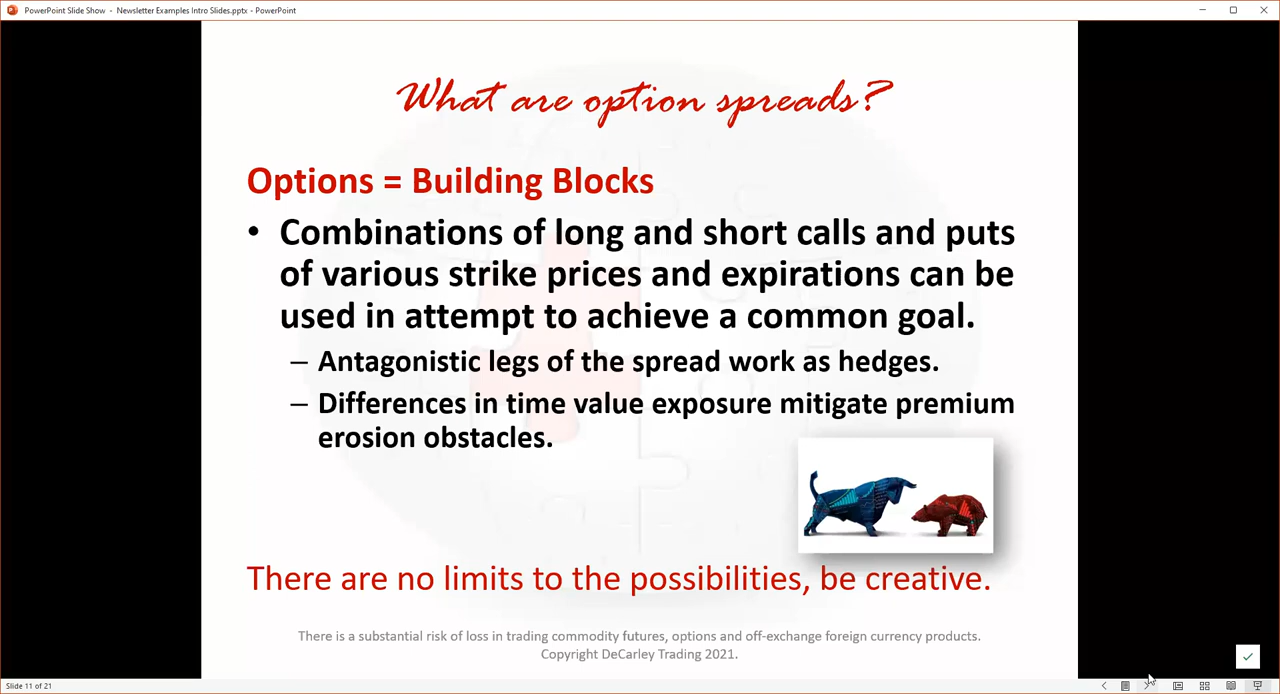 PowerPoint Slide Show - Newsletter Examples Intro Slides.pptx - PowerPoint
What are option spreads?
Options = Building Blocks
• Combinations of long and short calls and puts
of various strike prices and expirations can be
used in attempt to achieve a common goal.
– Antagonistic legs of the spread work as hedges.
– Differences in time value exposure mitigate premium
erosion obstacles.
There are no limits to the possibilities, be creative.
There is a substantial risk of loss in trading commodity futures, options and off-exchange foreign currency products.
Copyright DeCarley Trading 2021.
Slide 11 of 21